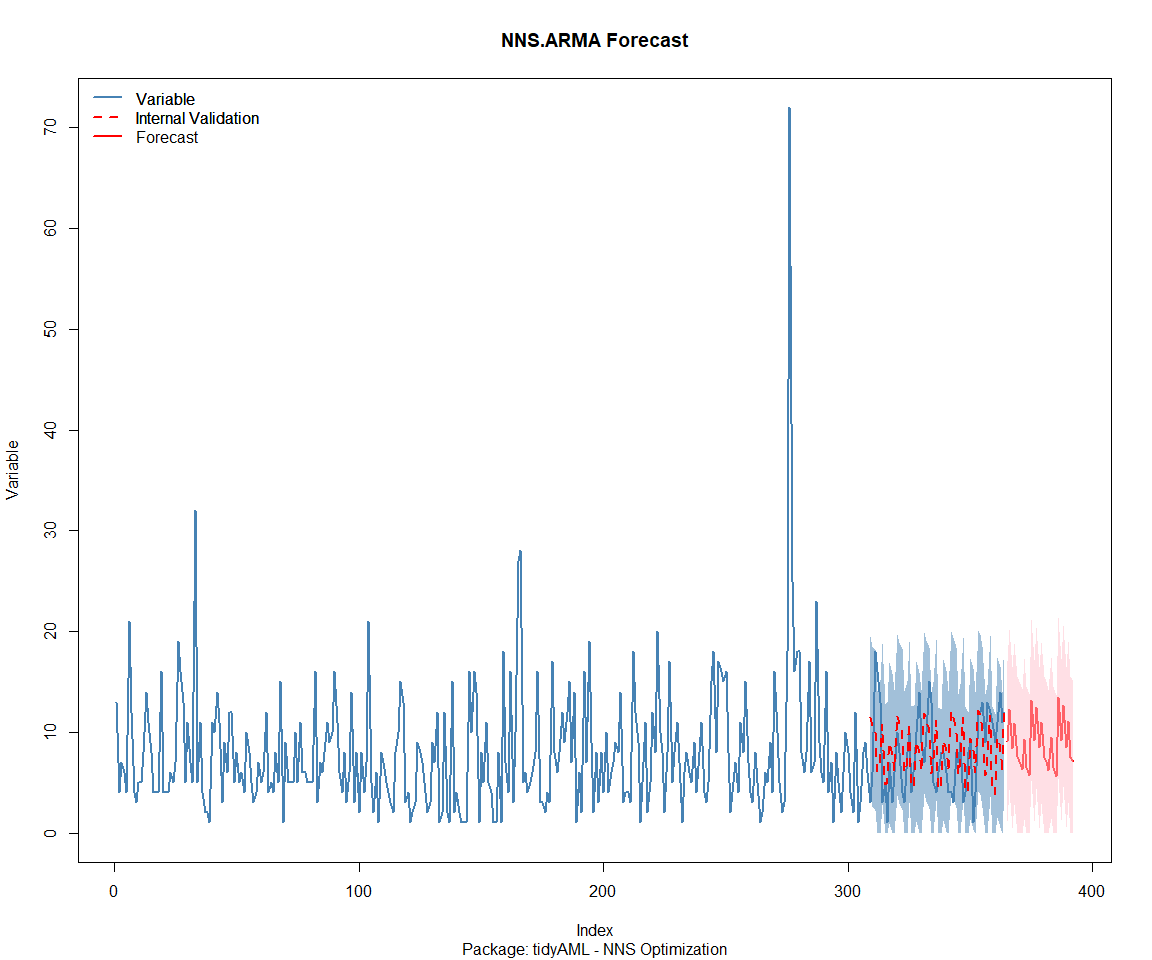 NNS.ARMA Forecast
Variable
Internal Validation
Forecast
70
60
50
40
30
20
10
0
Variable
0 100 200 300 400
Index
Package: tidyAML - NNS Optimization